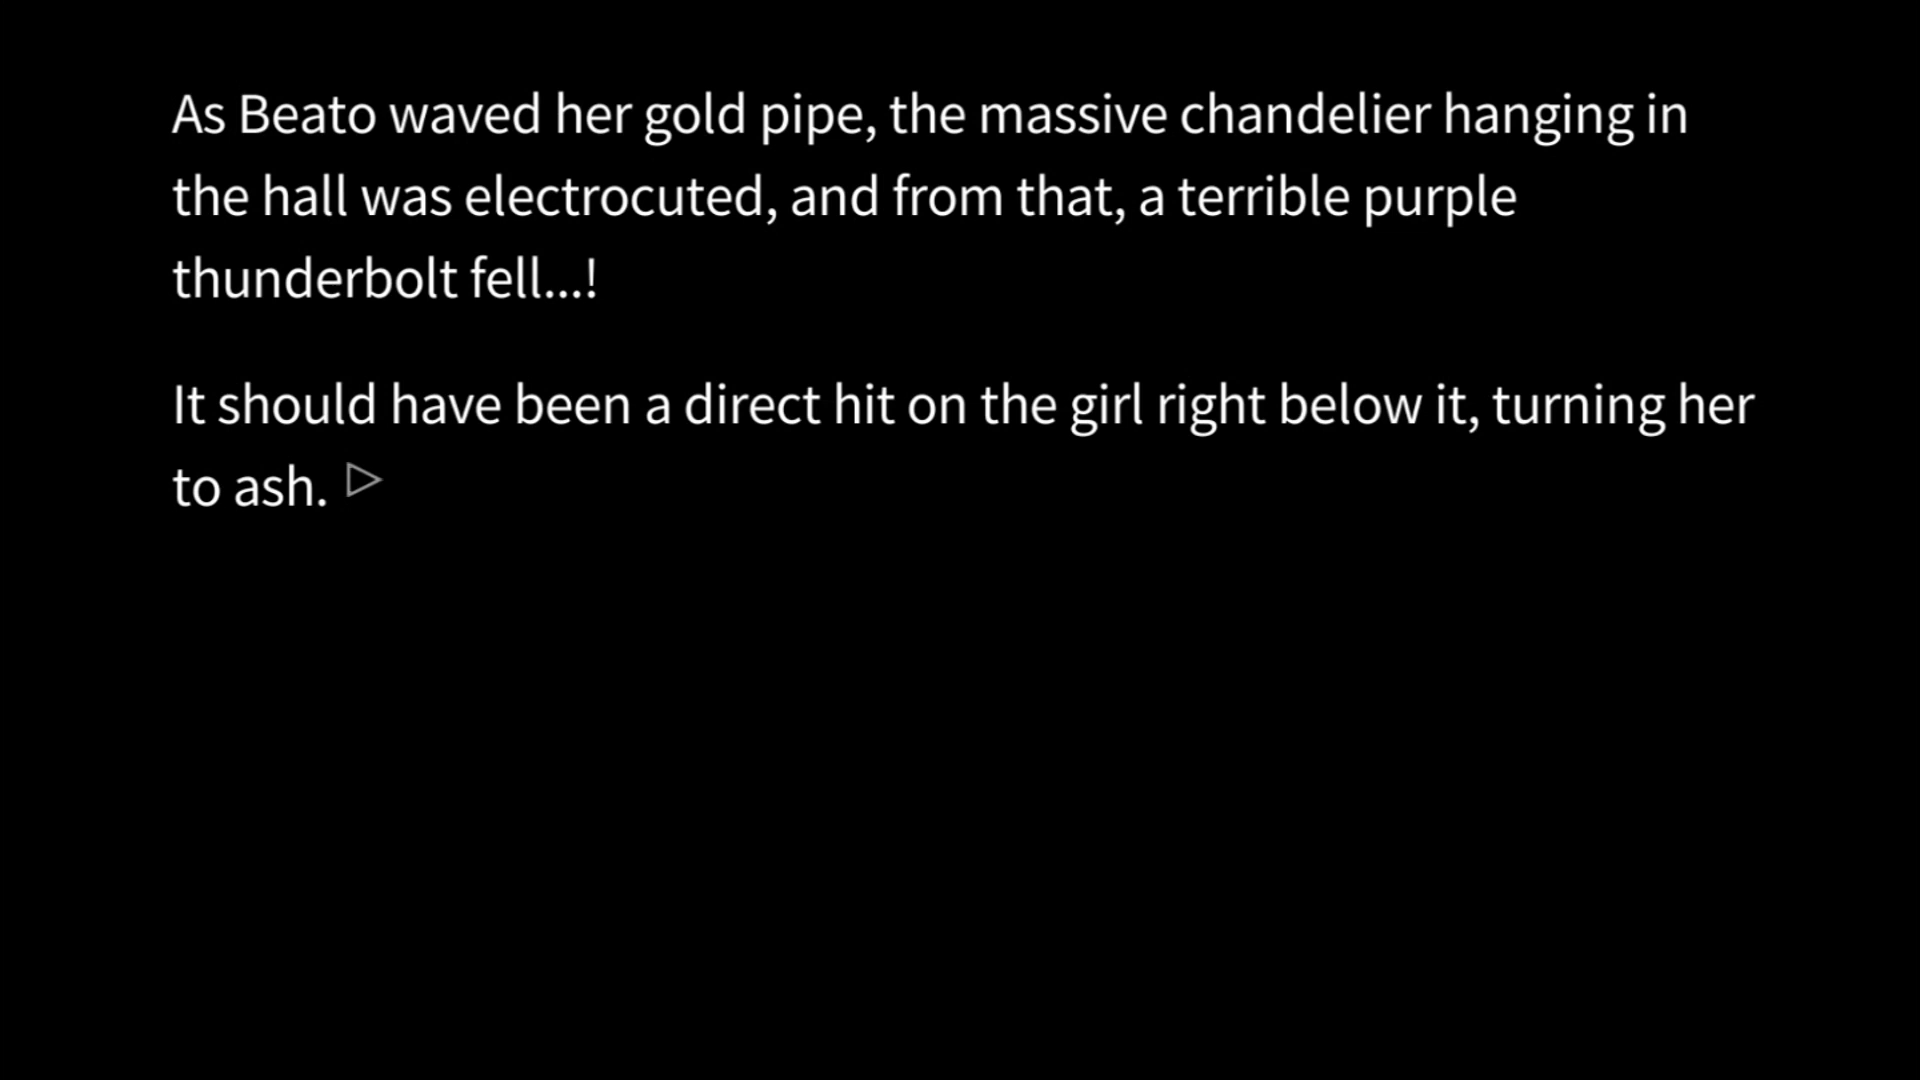 As Beato waved her gold pipe, the massive chandelier hanging in
the hall was electrocuted, and from that, a terrible purple
thunderbolt fell...!
It should have been a direct hit on the girl right below it, turning her
to ash.